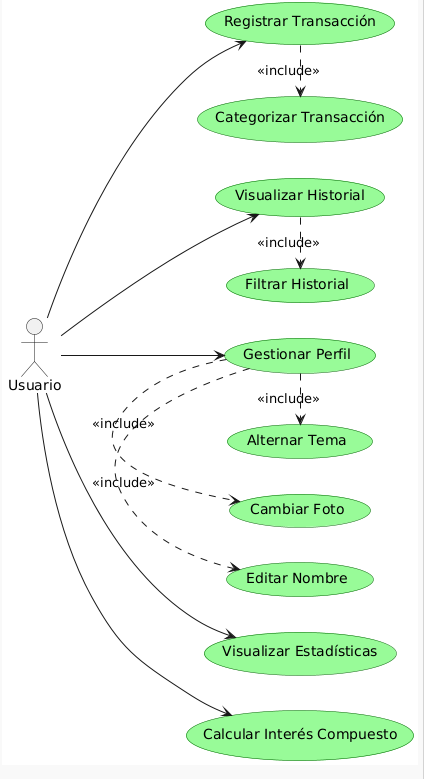 Registrar Transacción
«include»
Categorizar Transacción
Visualizar Historial
«include»
Filtrar Historial
Usuario
Gestionar Perfil
«include»
«include»
Alternar Tema
«include»
Cambiar Foto
Editar Nombre
Visualizar Estadísticas
Calcular Interés Compuesto